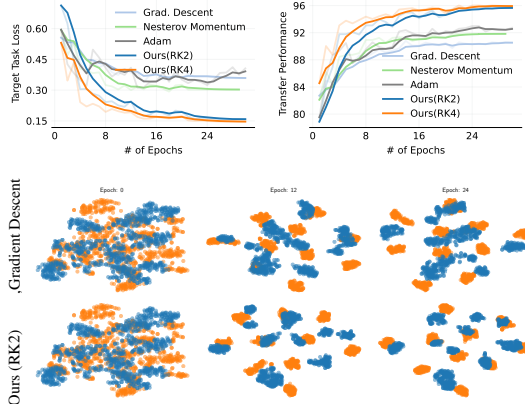 Target Task Loss
0.60
0.45
0.30
0.15
0
8
16
24
# of Epochs
Grad. Descent
Nesterov Momentum
Adam
Ours(RK2)
Ours(RK2)
Transfer Performance
96
92
88
84
80
0
8
16
24
# of Epochs
Grad. Descent
Nesterov Momentum
Adam
Ours(RK2)
Ours(RK4)
Epoch: 0
Epoch: 12
Epoch: 24
,Gradient Descent
Ours (RK2)